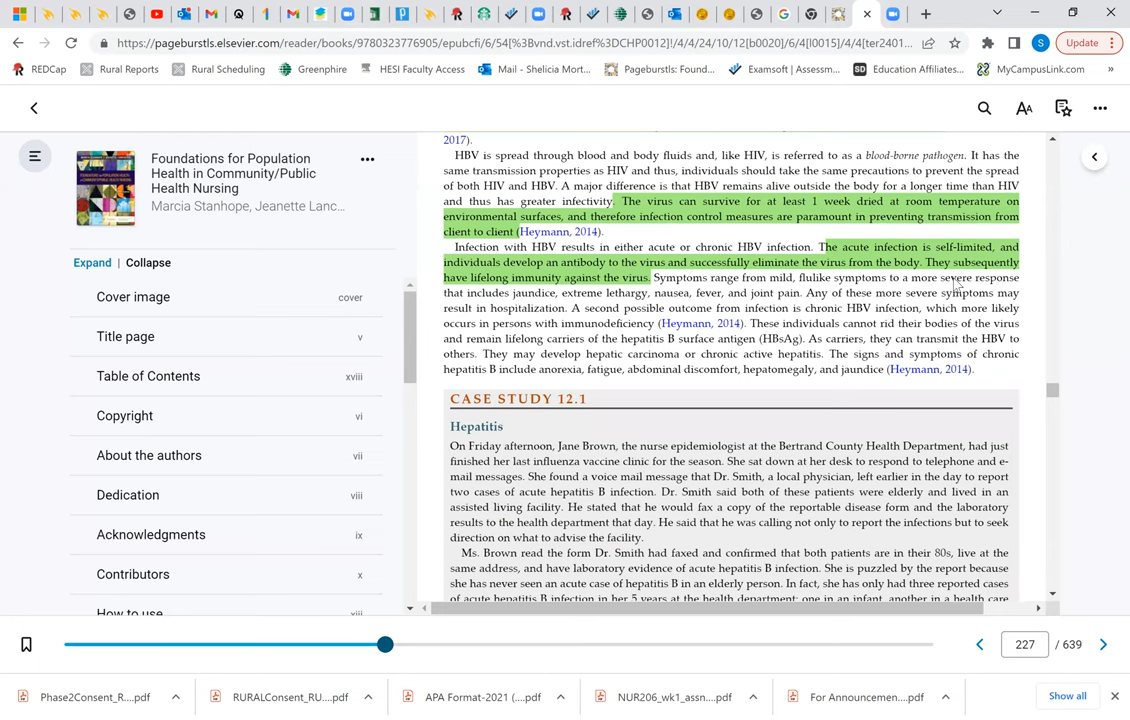 https://pageburstls.elsevier.com/reader/books/9780323776905/epubcfi/6/54[%3Bvnd.vst.idref%3DCHP0012]!/4/4/24/10/12[b0020]/6/4[l0015]/4/4[ter2401...
S
Update
REDCap
Rural Reports
Rural Scheduling
Greenphire
HESI Faculty Access
Mail - Shelicia Mort...
Pageburstls: Found...
Examsoft | Assessm...
SD Education Affiliates...
MyCampusLink.com
»
AA
Foundations for Population
Health in Community/Public
Health Nursing
Marcia Stanhope, Jeanette Lanc...
Expand | Collapse
Cover image cover
Title page v
Table of Contents xviii
Copyright vi
About the authors vii
Dedication viii
Acknowledgments ix
Contributors x
How to use xiii
2017).
HBV is spread through blood and body fluids and, like HIV, is referred to as a blood-borne pathogen. It has the
same transmission properties as HIV and thus, individuals should take the same precautions to prevent the spread
of both HIV and HBV. A major difference is that HBV remains alive outside the body for a longer time than HIV
and thus has greater infectivity. The virus can survive for at least 1 week dried at room temperature on
environmental surfaces, and therefore infection control measures are paramount in preventing transmission from
client to client (Heymann, 2014).
Infection with HBV results in either acute or chronic HBV infection. The acute infection is self-limited, and
individuals develop an antibody to the virus and successfully eliminate the virus from the body. They subsequently
have lifelong immunity against the virus. Symptoms range from mild, flulike symptoms to a more severe response
that includes jaundice, extreme lethargy, nausea, fever, and joint pain. Any of these more severe symptoms may
result in hospitalization. A second possible outcome from infection is chronic HBV infection, which more likely
occurs in persons with immunodeficiency (Heymann, 2014). These individuals cannot rid their bodies of the virus
and remain lifelong carriers of the hepatitis B surface antigen (HBsAg). As carriers, they can transmit the HBV to
others. They may develop hepatic carcinoma or chronic active hepatitis. The signs and symptoms of chronic
hepatitis B include anorexia, fatigue, abdominal discomfort, hepatomegaly, and jaundice (Heymann, 2014).
CASE STUDY 12.1
Hepatitis
On Friday afternoon, Jane Brown, the nurse epidemiologist at the Bertrand County Health Department, had just
finished her last influenza vaccine clinic for the season. She sat down at her desk to respond to telephone and e-
mail messages. She found a voice mail message that Dr. Smith, a local physician, left earlier in the day to report
two cases of acute hepatitis B infection. Dr. Smith said both of these patients were elderly and lived in an
assisted living facility. He stated that he would fax a copy of the reportable disease form and the laboratory
results to the health department that day. He said that he was calling not only to report the infections but to seek
direction on what to advise the facility.
Ms. Brown read the form Dr. Smith had faxed and confirmed that both patients are in their 80s, live at the
same address, and have laboratory evidence of acute hepatitis B infection. She is puzzled by the report because
she has never seen an acute case of hepatitis B in an elderly person. In fact, she has only had three reported cases
of acute hepatitis B infection in her 5 years at the health department: one in an infant, another in a health care
227 / 639
Phase2Consent_R....pdf
RURALConsent_RU....pdf
APA Format-2021 (....pdf
NUR206_wk1_assn....pdf
For Announcemen....pdf
Show all